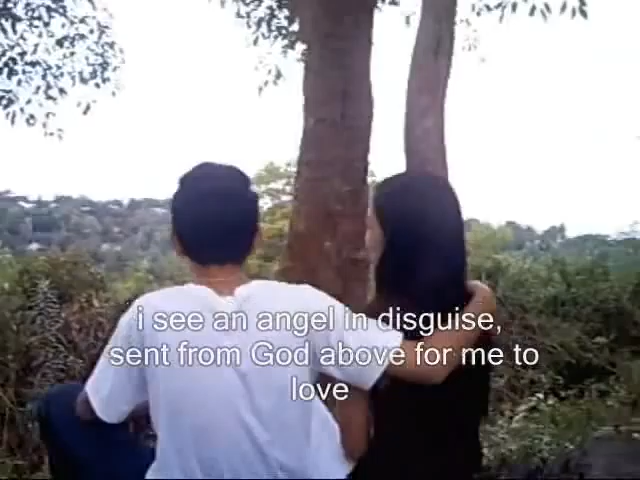 i see an angel in disguise,
sent from God above for me to
love